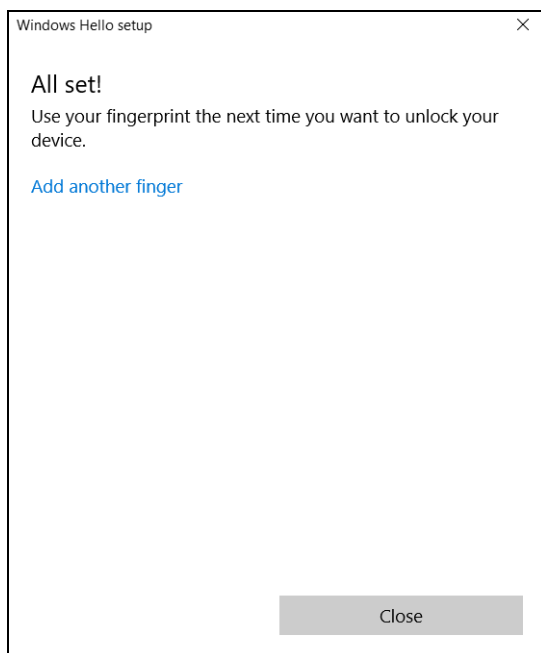 Windows Hello setup
All set!
Use your fingerprint the next time you want to unlock your
device.
Add another finger
Close